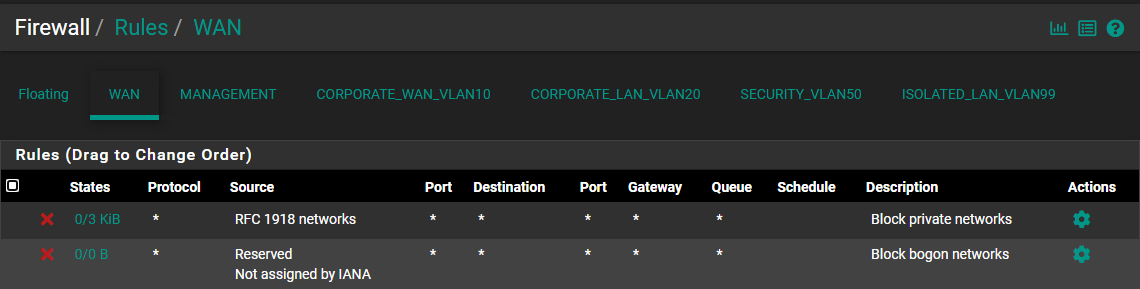 Firewall / Rules / WAN
Floating WAN MANAGEMENT CORPORATE_WAN_VLAN10 CORPORATE_LAN_VLAN20 SECURITY_VLAN50 ISOLATED_LAN_VLAN99
Rules (Drag to Change Order)
States Protocol Source Port Destination Port Gateway Queue Schedule Description Actions
0/3 KiB * RFC 1918 networks * * * * * Block private networks
0/0 B * Reserved * * * * * Block bogon networks
Not assigned by IANA